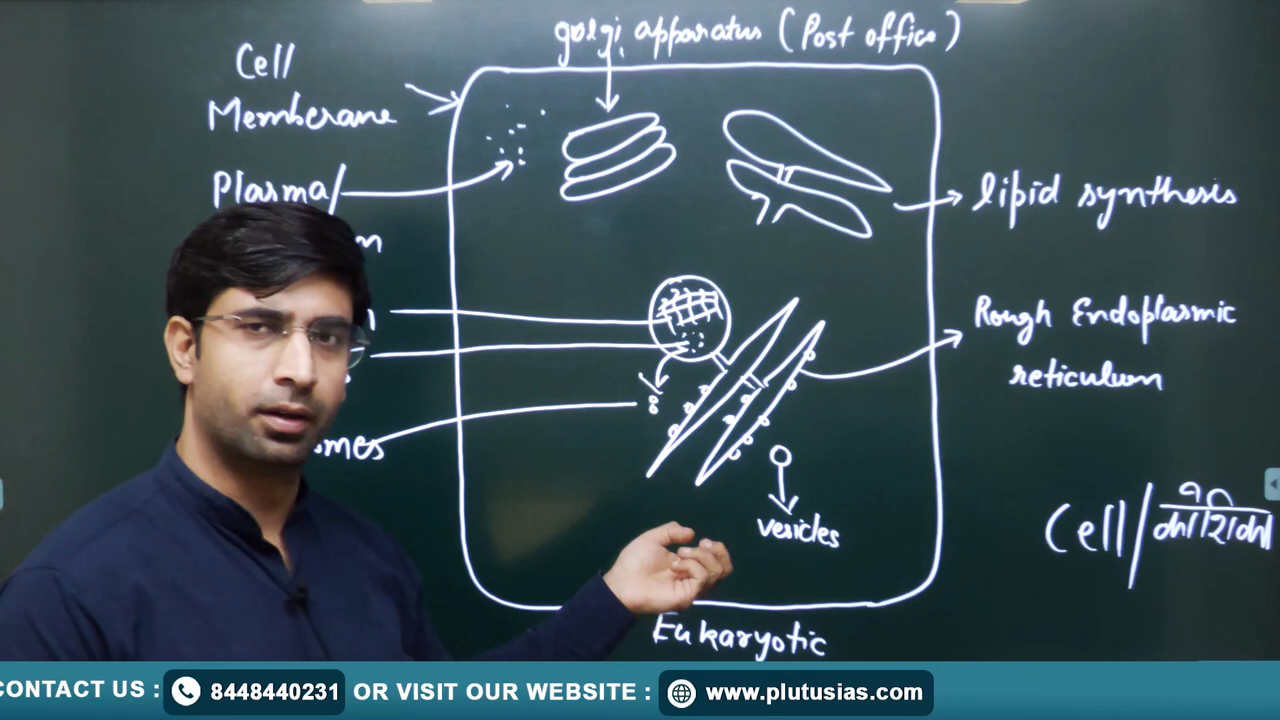 golgi apparatus (Post office)
Cell
Membrane
Plasma/
lipid synthesis
Rough Endoplasmic
reticulum
vesicles
Cell/कोशिका
Eukaryotic
CONTACT US : 8448440231 OR VISIT OUR WEBSITE : www.plutusias.com